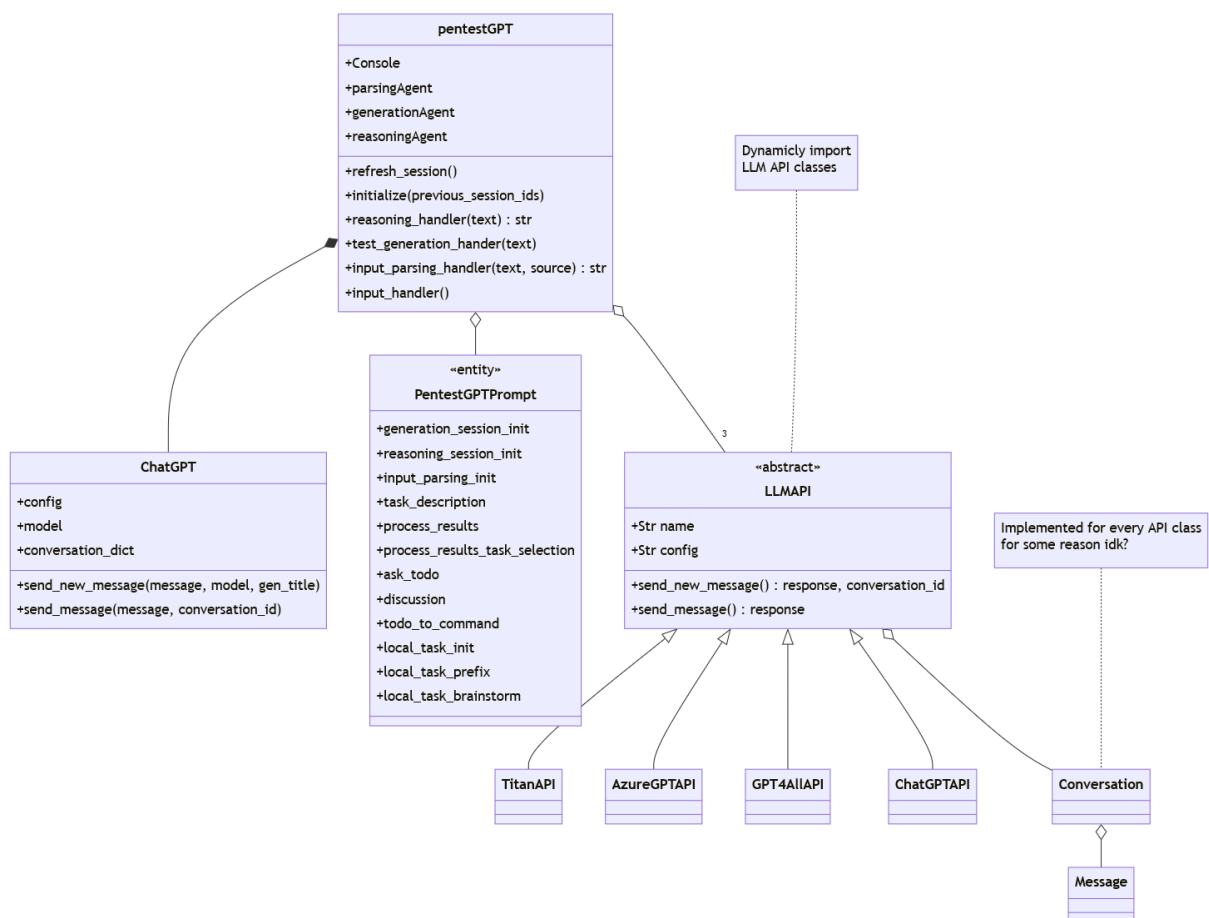 pentestGPT
+Console
+parsingAgent
+generationAgent
+reasoningAgent
+refresh_session()
+initialize(previous_session_ids)
+reasoning_handler(text) : str
+test_generation_hander(text)
+input_parsing_handler(text, source) : str
+input_handler()
Dynamicly import
LLM API classes
«entity»
PentestGPTPrompt
+generation_session_init
+reasoning_session_init
+input_parsing_init
+task_description
+process_results
+process_results_task_selection
+ask_todo
+discussion
+todo_to_command
+local_task_init
+local_task_prefix
+local_task_brainstorm
3
ChatGPT
+config
+model
+conversation_dict
+send_new_message(message, model, gen_title)
+send_message(message, conversation_id)
«abstract»
LLMAPI
+Str name
+Str config
+send_new_message() : response, conversation_id
+send_message() : response
Implemented for every API class
for some reason idk?
TitanAPI
AzureGPTAPI
GPT4AllAPI
ChatGPTAPI
Conversation
Message